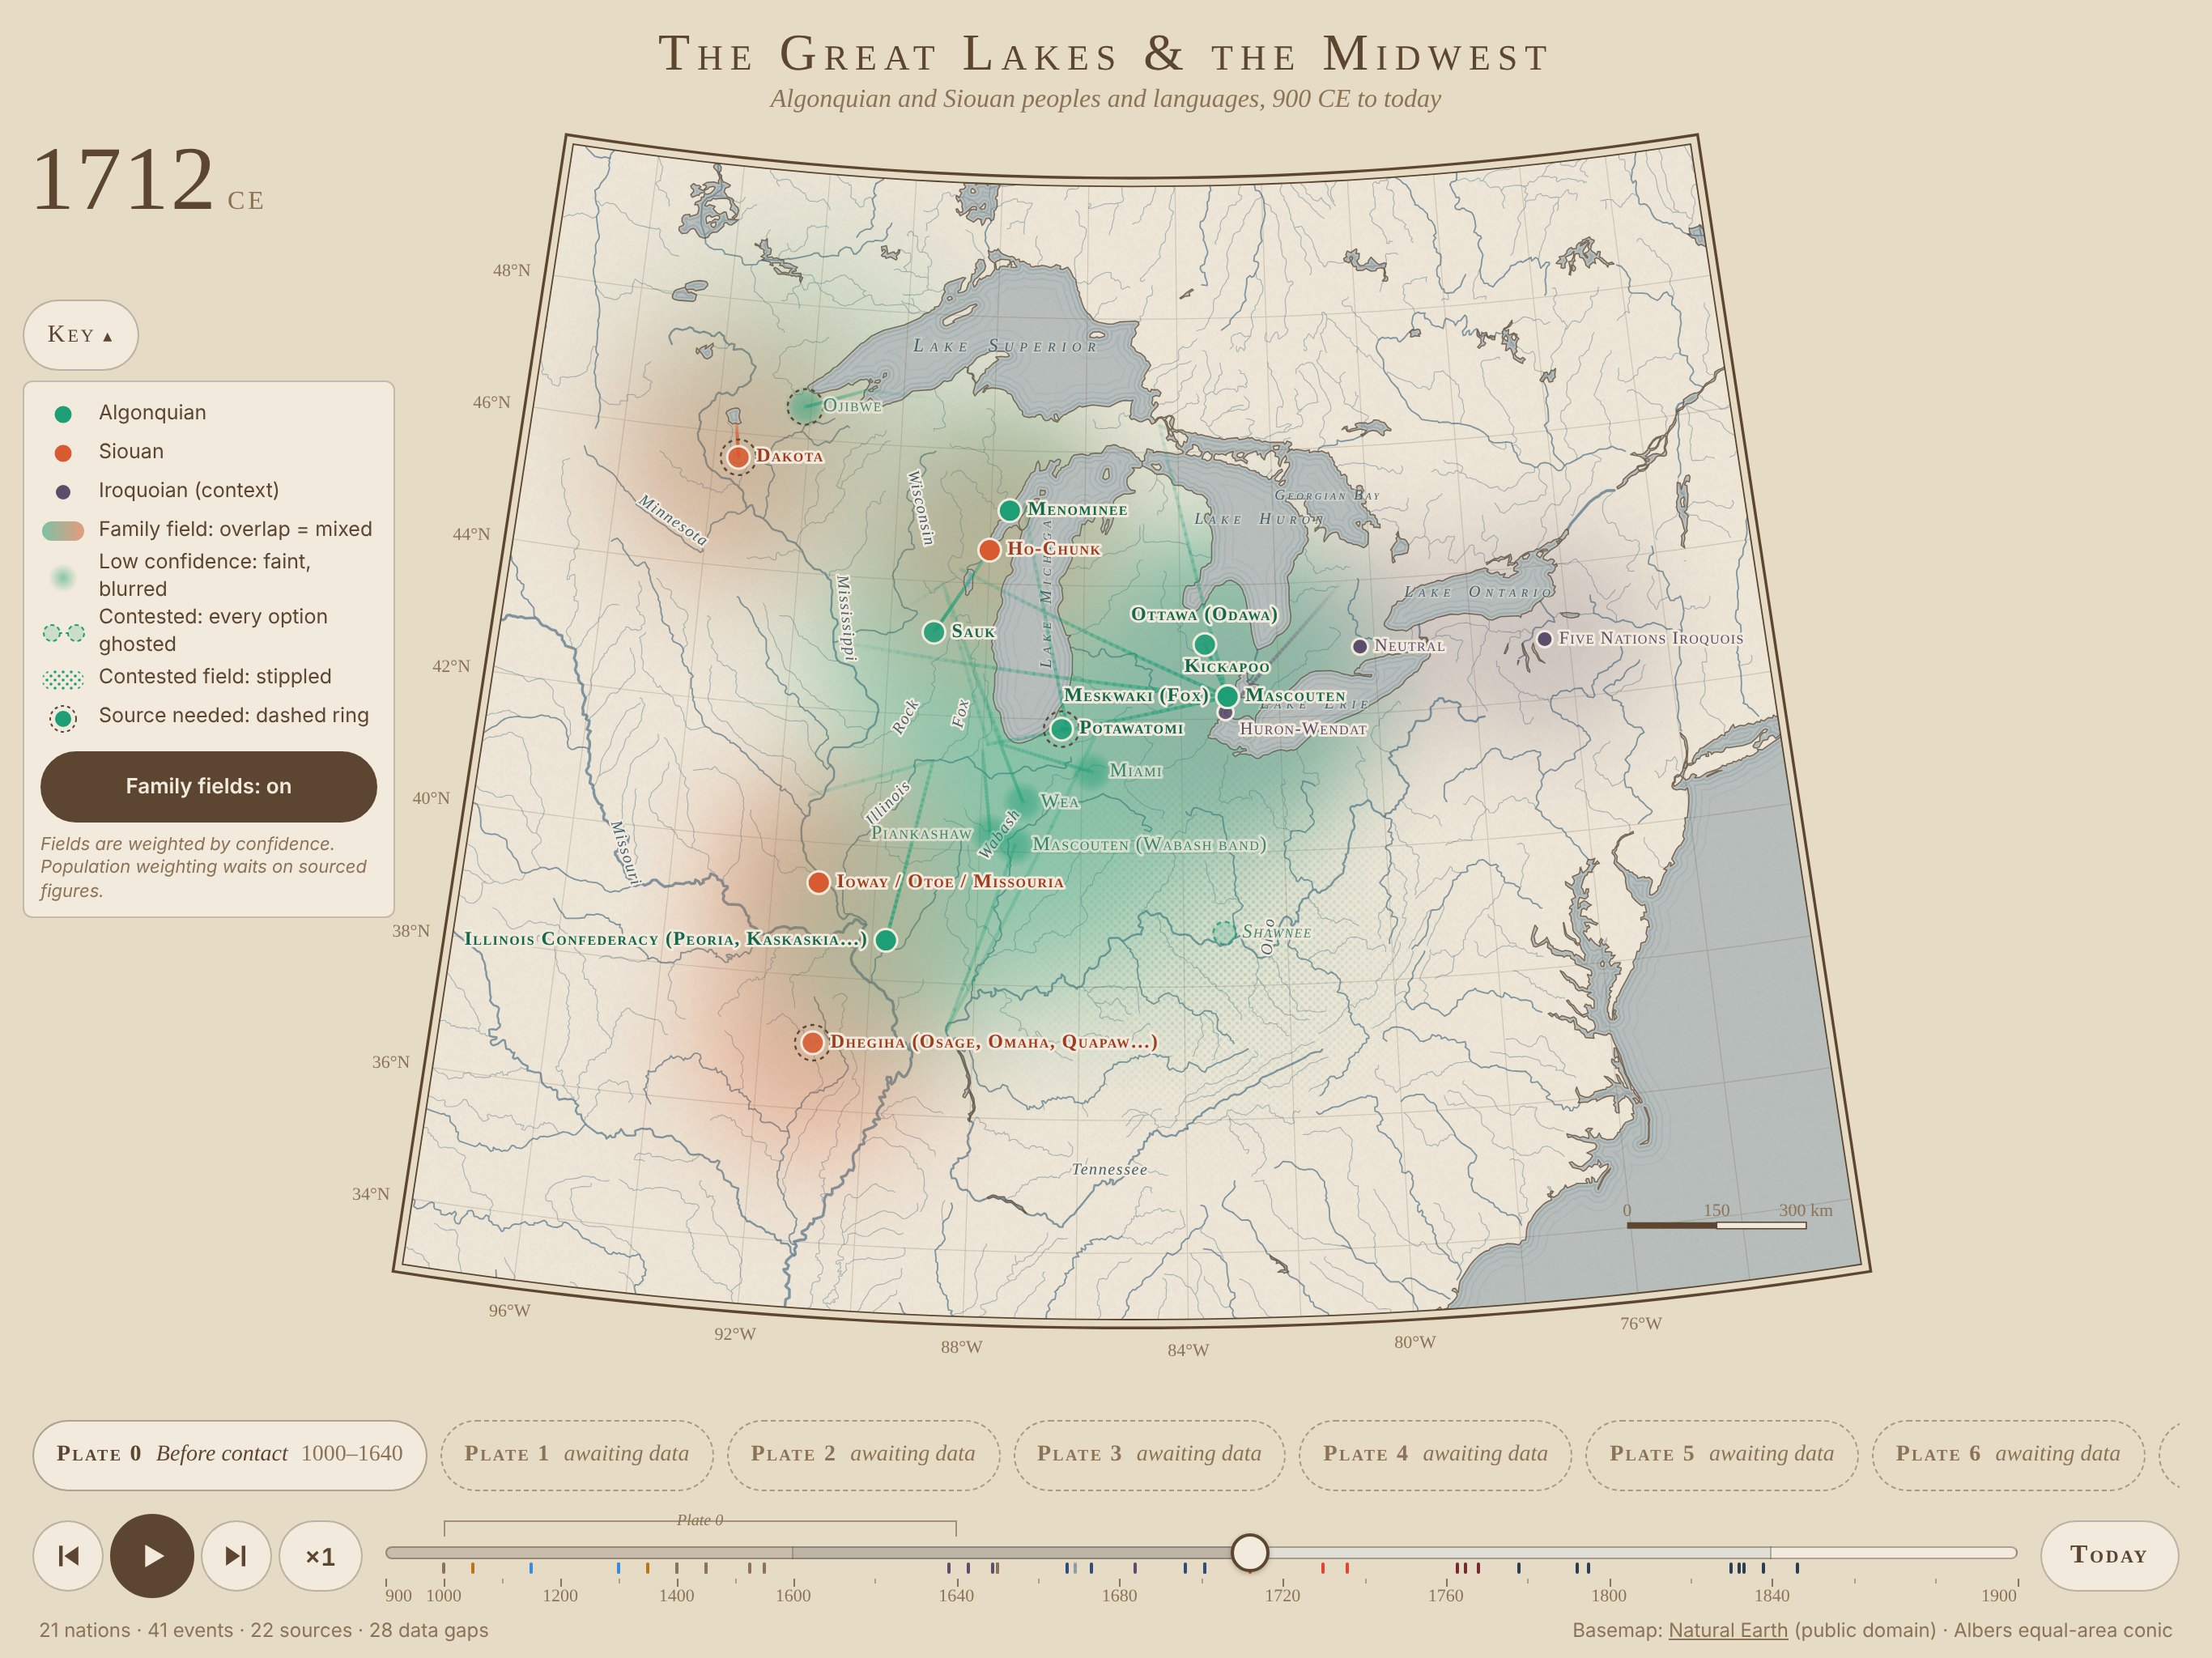 The Great Lakes & the Midwest
Algonquian and Siouan peoples and languages, 900 CE to today
1712 CE
Key ▲
Algonquian
Siouan
Iroquoian (context)
Family field: overlap = mixed
Low confidence: faint,
blurred
Contested: every option
ghosted
Contested field: stippled
Source needed: dashed ring
Family fields: on
Fields are weighted by confidence.
Population weighting waits on sourced
figures.
48°N
46°N
44°N
42°N
40°N
38°N
36°N
34°N
96°W
92°W
88°W
84°W
80°W
76°W
Lake Superior
Ojibwe
Dakota
Minnesota
Wisconsin
Menominee
Ho-Chunk
Georgian Bay
Lake Huron
Lake Michigan
Lake Ontario
Mississippi
Sauk
Ottawa (Odawa)
Neutral
Five Nations Iroquois
Kickapoo
Meskwaki (Fox)
Mascouten
Lake Erie
Rock
Fox
Potawatomi
Huron-Wendat
Miami
Illinois
Wea
Piankashaw
Wabash
Mascouten (Wabash band)
Missouri
Ioway / Otoe / Missouria
Illinois Confederacy (Peoria, Kaskaskia…)
Shawnee
Ohio
Dhegiha (Osage, Omaha, Quapaw…)
Tennessee
0 150 300 km
Plate 0 Before contact 1000–1640
Plate 1 awaiting data
Plate 2 awaiting data
Plate 3 awaiting data
Plate 4 awaiting data
Plate 5 awaiting data
Plate 6 awaiting data
×1
Plate 0
900 1000 1200 1400 1600 1640 1680 1720 1760 1800 1840 1900
Today
21 nations · 41 events · 22 sources · 28 data gaps
Basemap: Natural Earth (public domain) · Albers equal-area conic